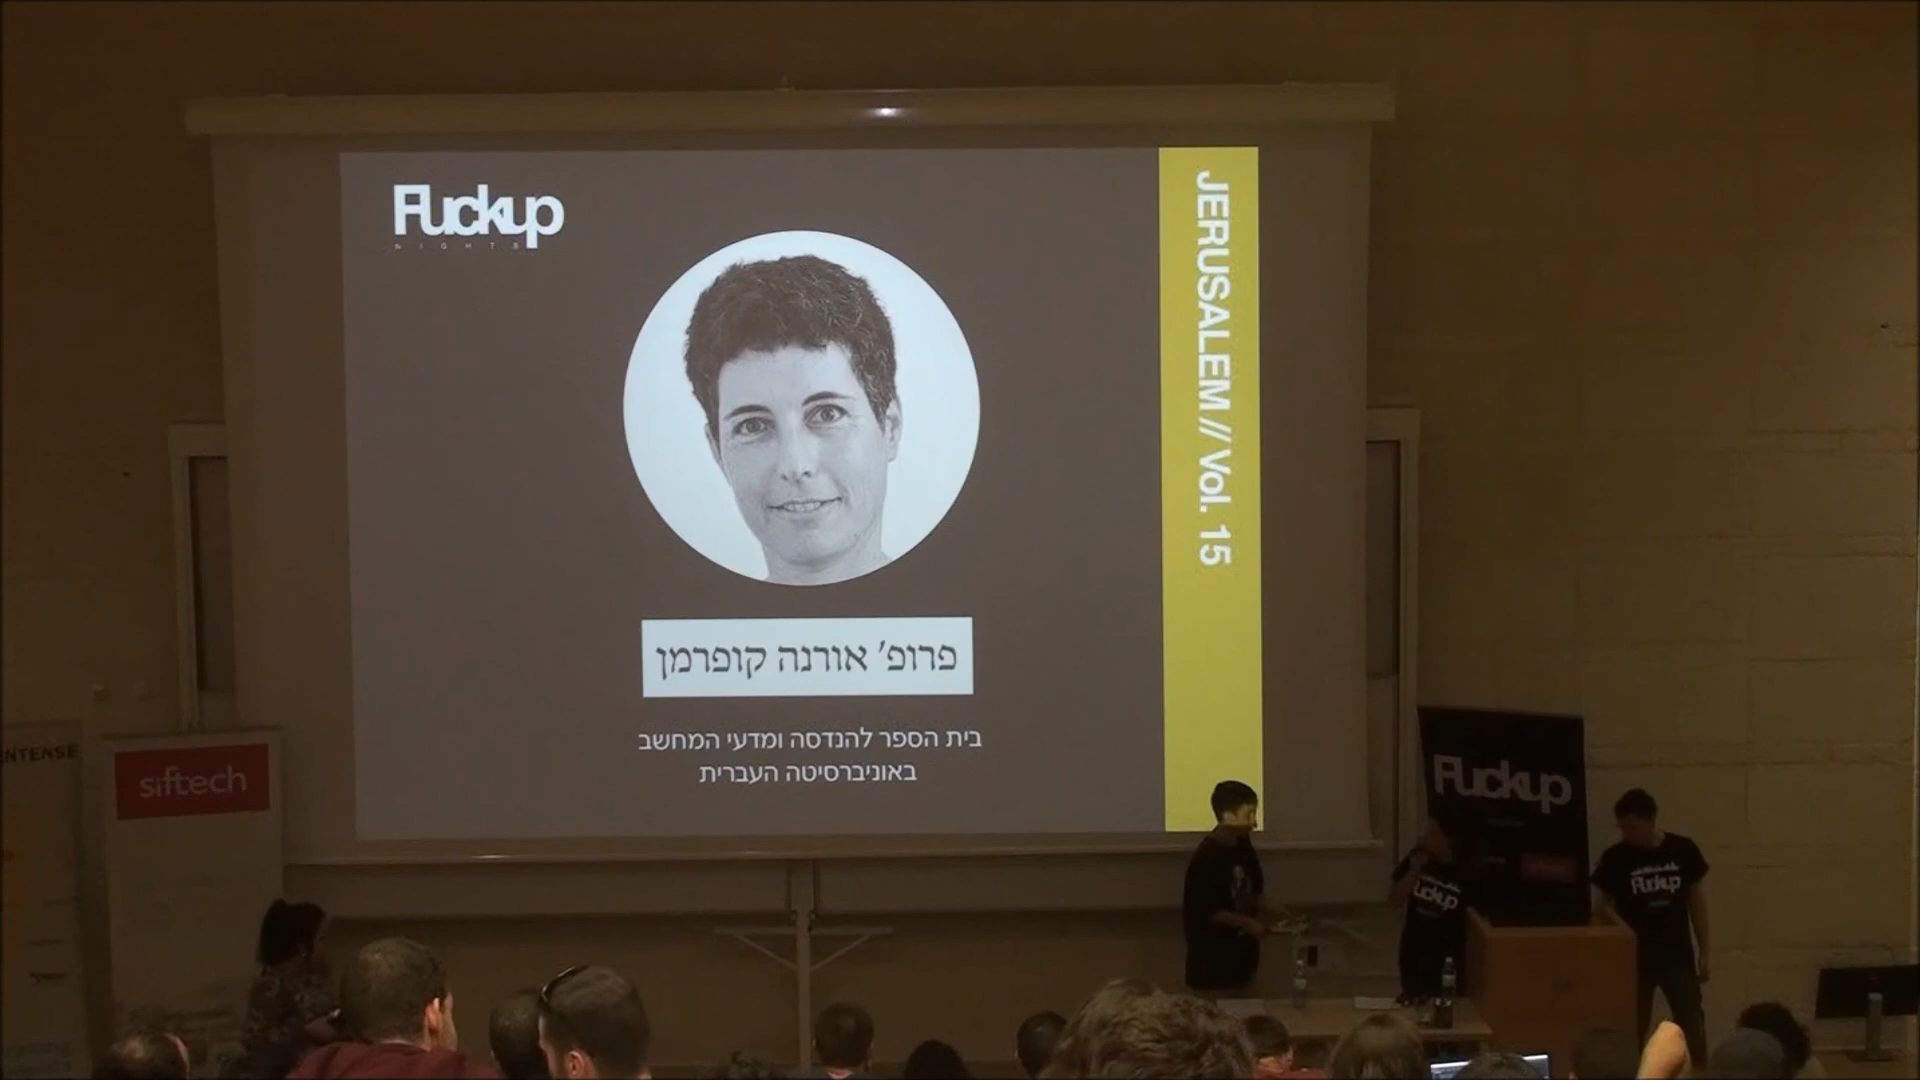 Fuckup
NIGHTS
JERUSALEM // Vol. 15
פרופ' אורנה קופרמן
בית הספר להנדסה ומדעי המחשב
באוניברסיטה העברית
ENTENSE
siftech
Fuckup
Fuckup
Fuckup